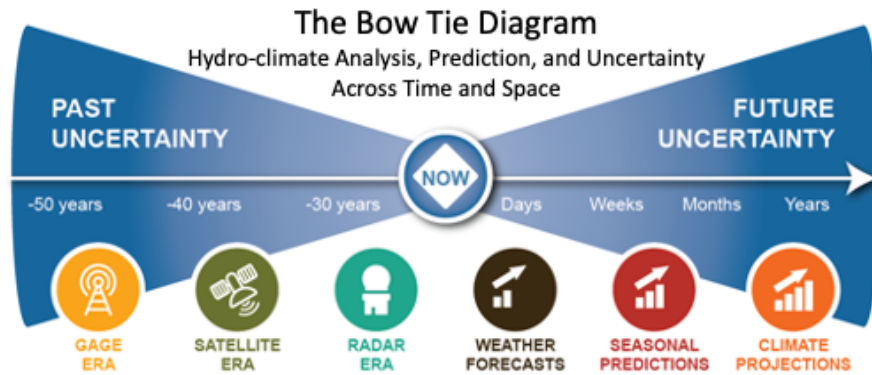 The Bow Tie Diagram
Hydro-climate Analysis, Prediction, and Uncertainty
Across Time and Space
PAST
UNCERTAINTY
FUTURE
UNCERTAINTY
NOW
-50 years
-40 years
-30 years
Days
Weeks
Months
Years
GAGE
ERA
SATELLITE
ERA
RADAR
ERA
WEATHER
FORECASTS
SEASONAL
PREDICTIONS
CLIMATE
PROJECTIONS